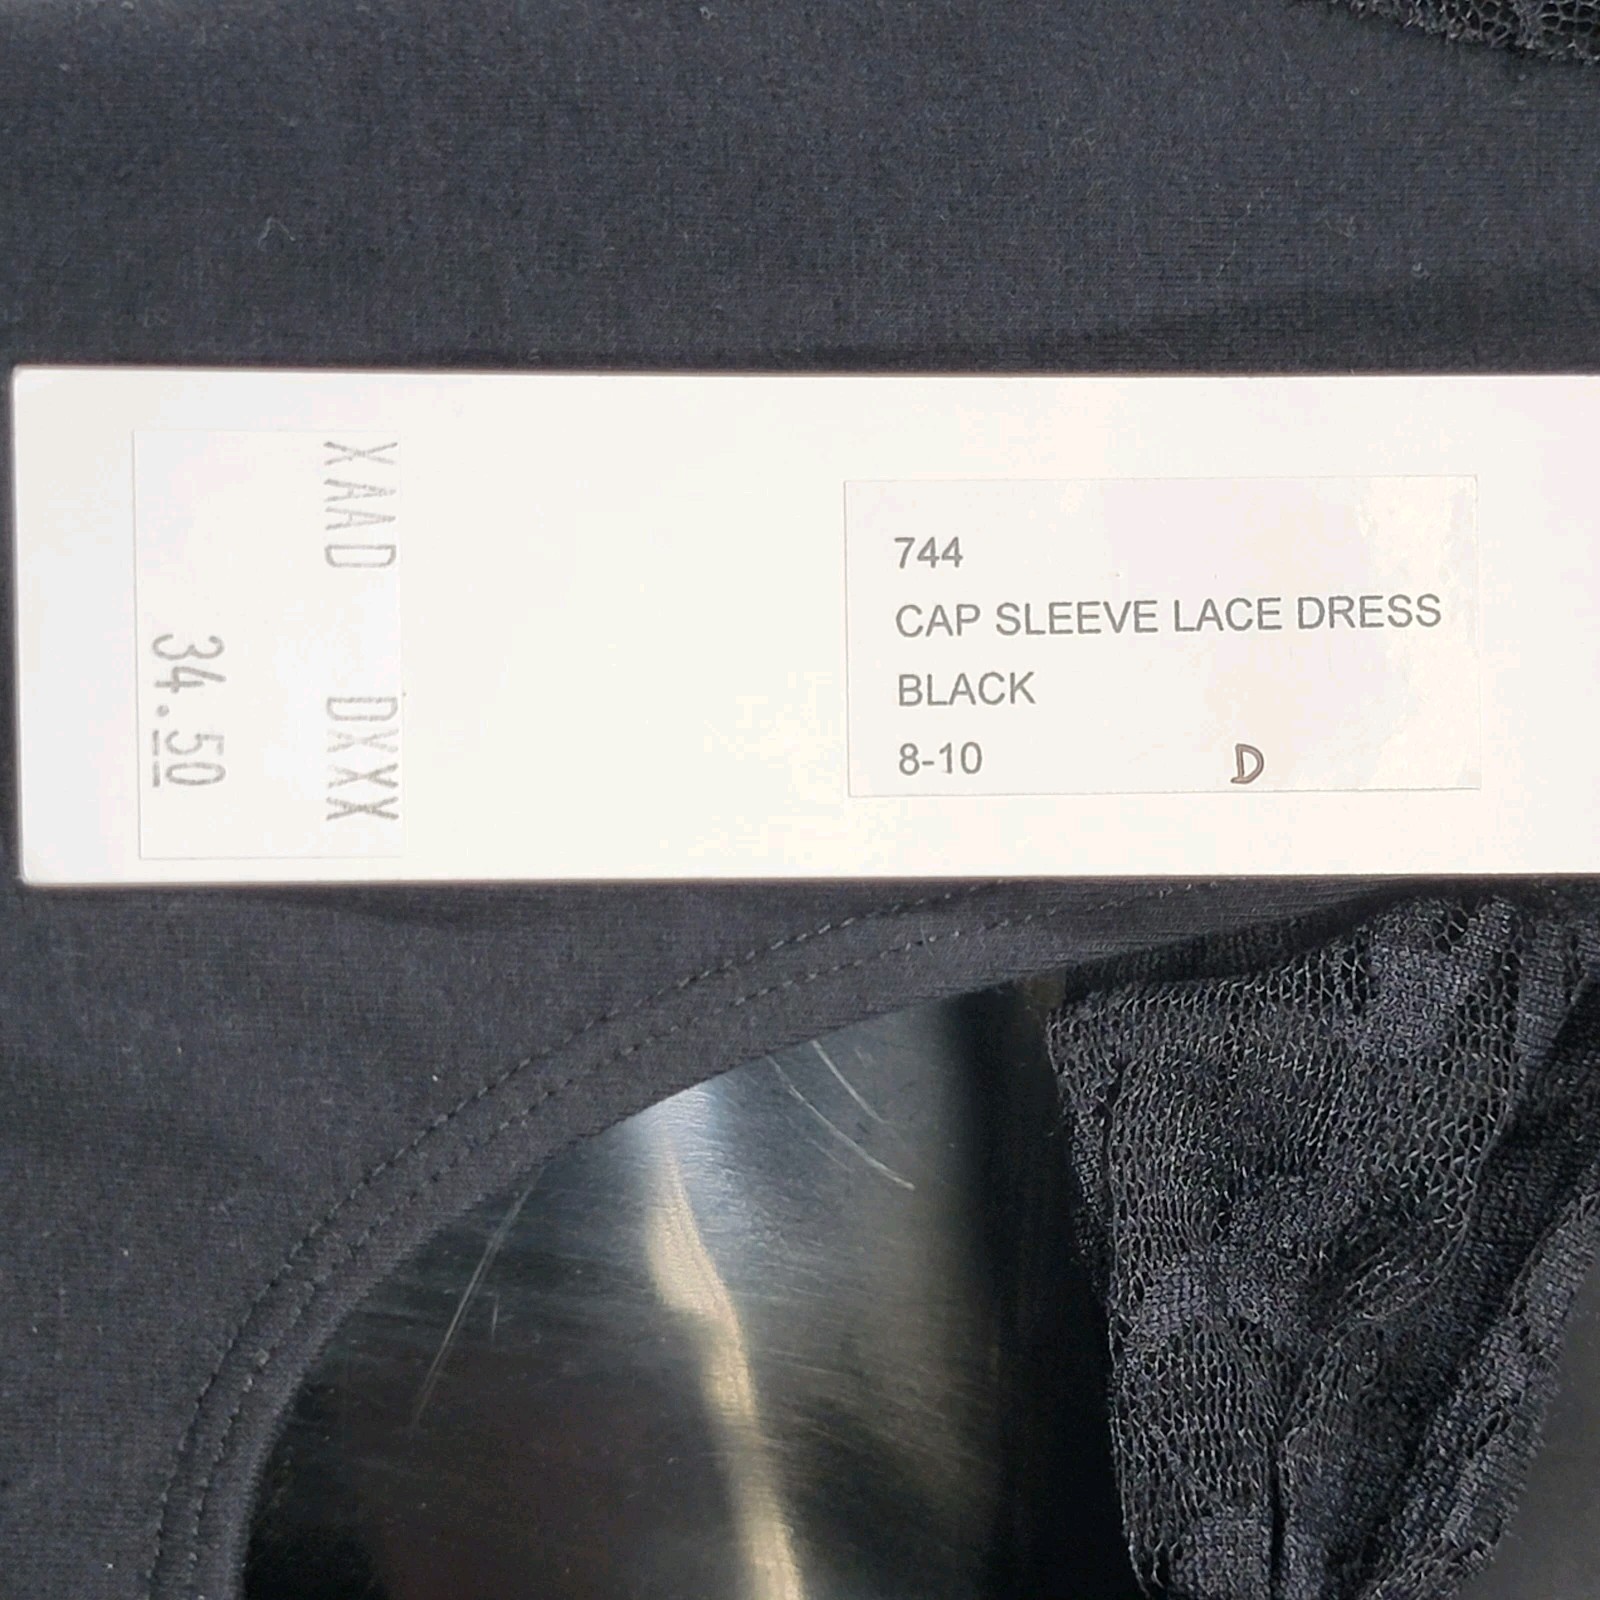 XAAD DXXX
34.50
744
CAP SLEEVE LACE DRESS
BLACK
8-10 D